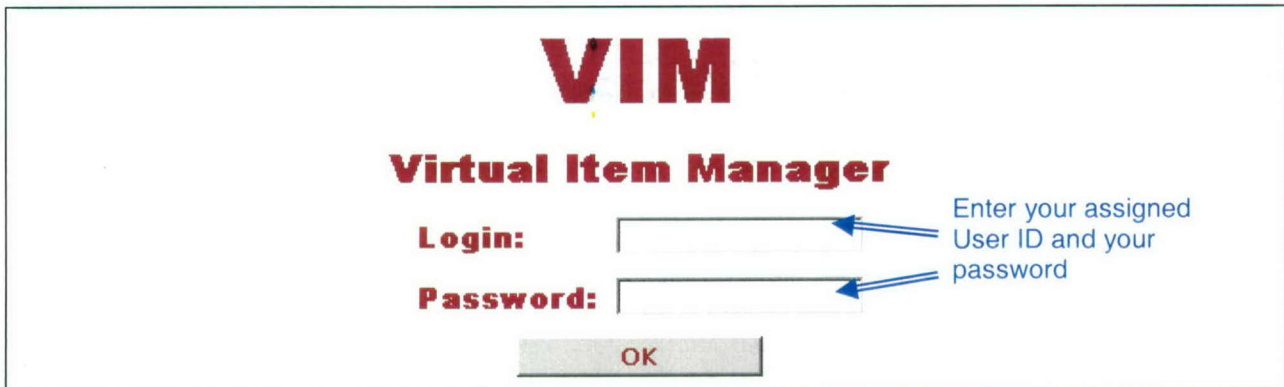 VIM
Virtual Item Manager
Login:
Enter your assigned
User ID and your
password
Password:
OK